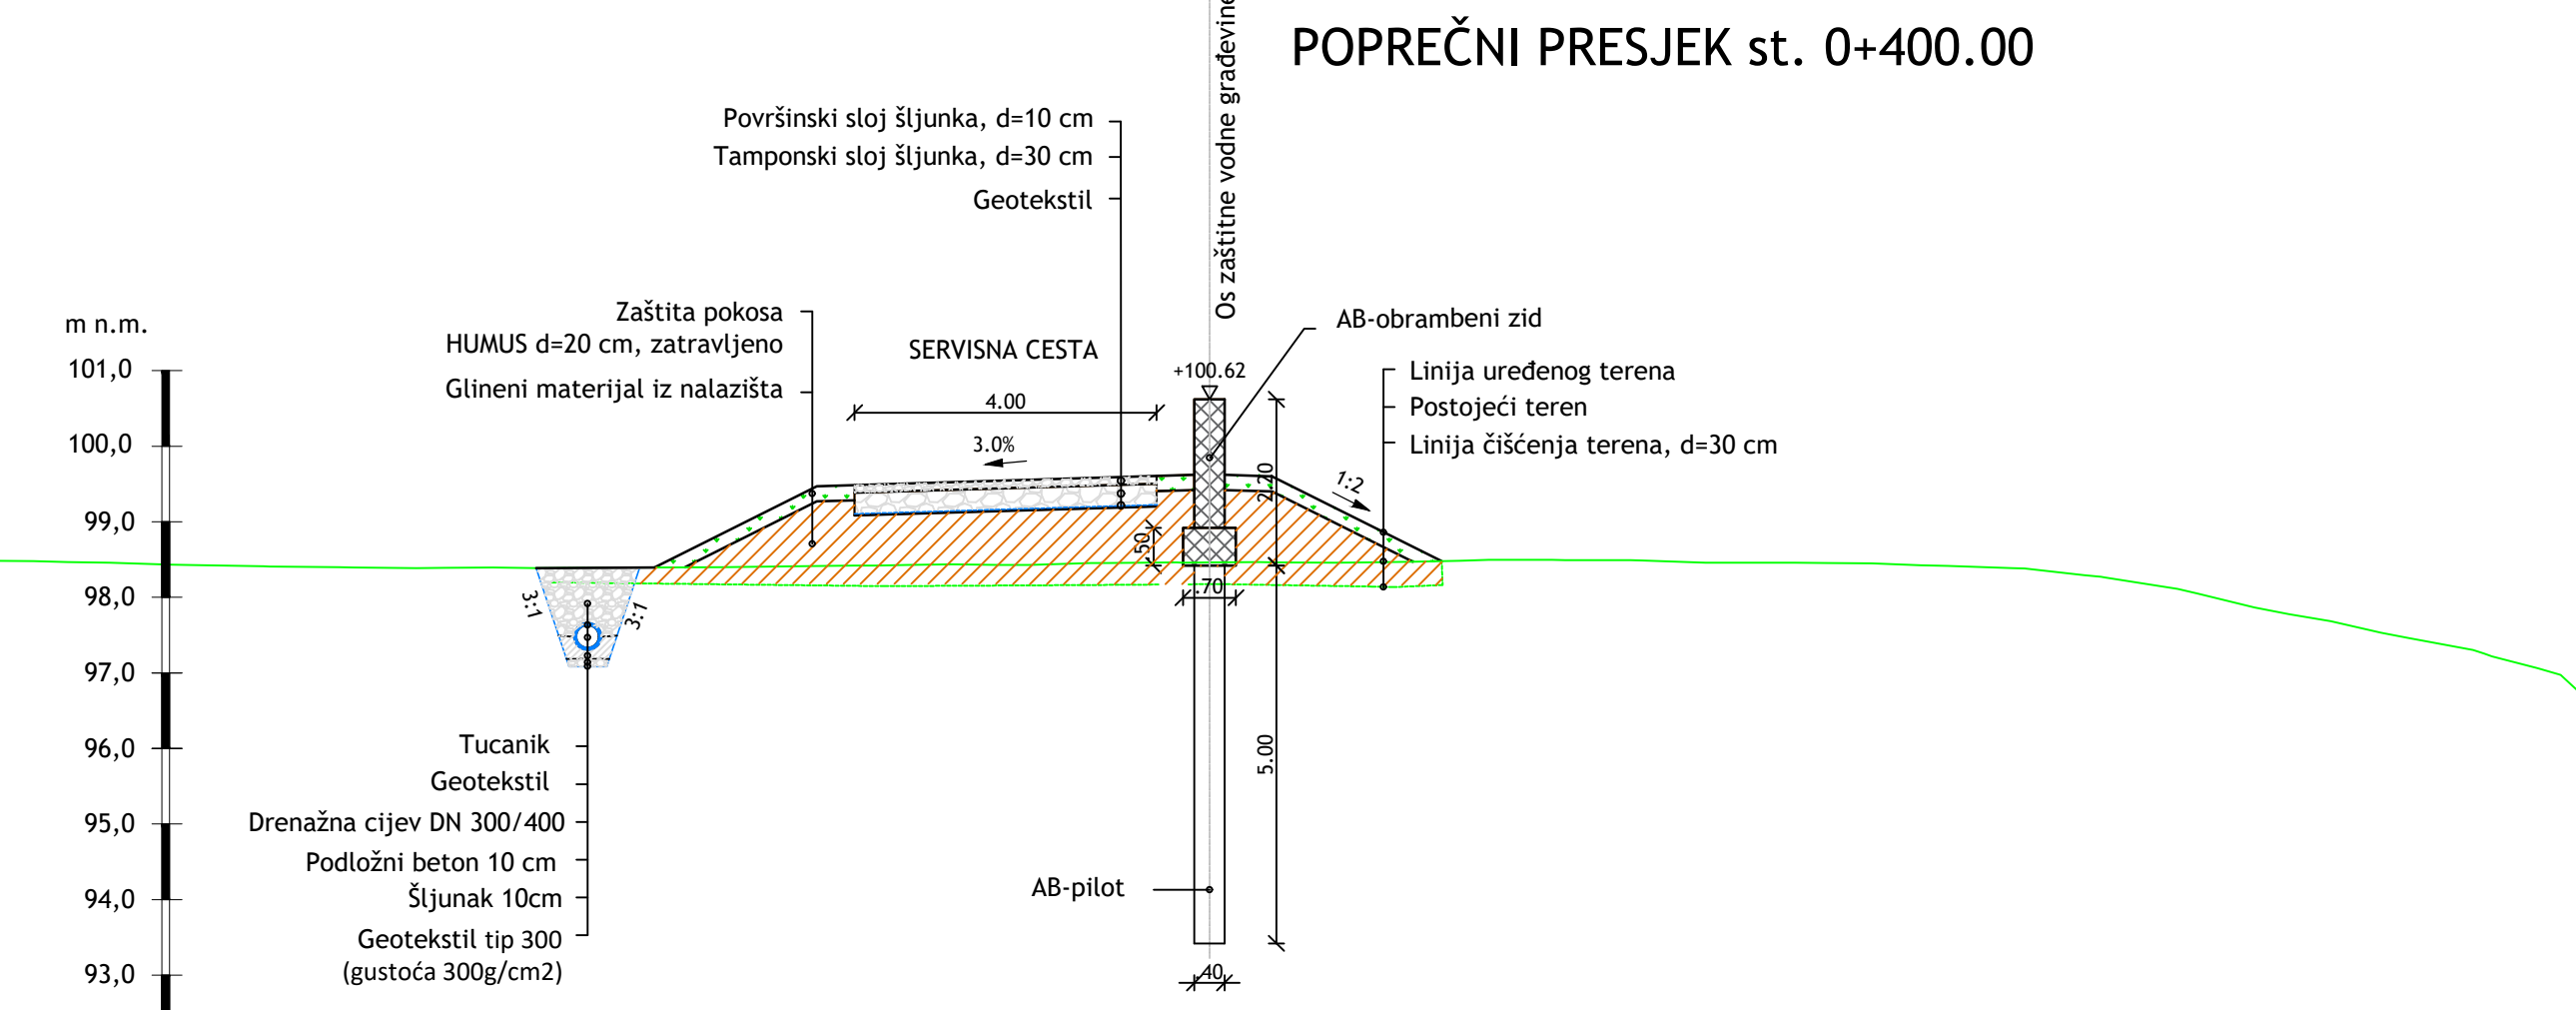 POPREČNI PRESJEK st. 0+400.00
Os zaštitne vodne građevine
Površinski sloj šljunka, d=10 cm
Tamponski sloj šljunka, d=30 cm
Geotekstil
Zaštita pokosa
HUMUS d=20 cm, zatravljeno
Glineni materijal iz nalazišta
SERVISNA CESTA
4.00
3.0%
+100.62
AB-obrambeni zid
Linija uređenog terena
Postojeći teren
Linija čišćenja terena, d=30 cm
1:2
2.20
.50
.70
5.00
.40
AB-pilot
3:1
3:1
Tucanik
Geotekstil
Drenažna cijev DN 300/400
Podložni beton 10 cm
Šljunak 10cm
Geotekstil tip 300
(gustoća 300g/cm2)
m n.m.
101,0
100,0
99,0
98,0
97,0
96,0
95,0
94,0
93,0